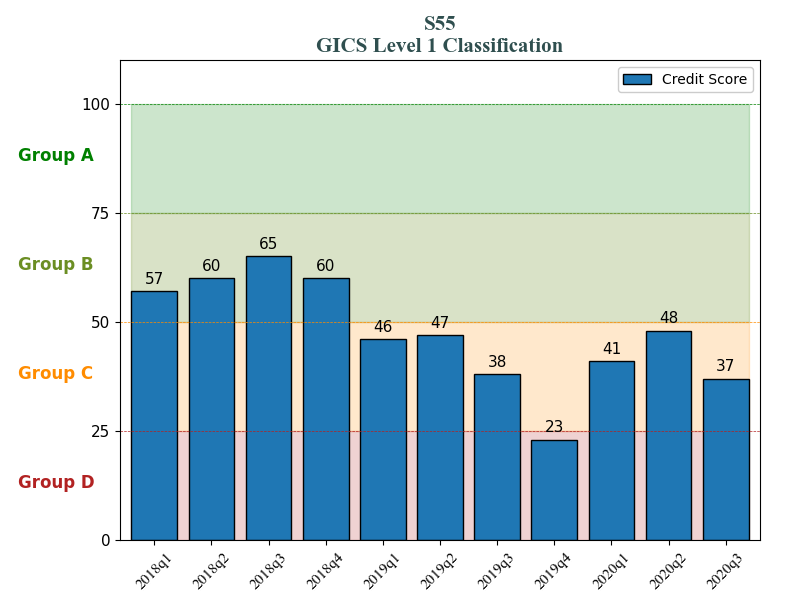 S55
GICS Level 1 Classification
Credit Score
100
Group A
75
Group B
50
Group C
25
Group D
0
57
60
65
60
46
47
38
23
41
48
37
2018q1
2018q2
2018q3
2018q4
2019q1
2019q2
2019q3
2019q4
2020q1
2020q2
2020q3